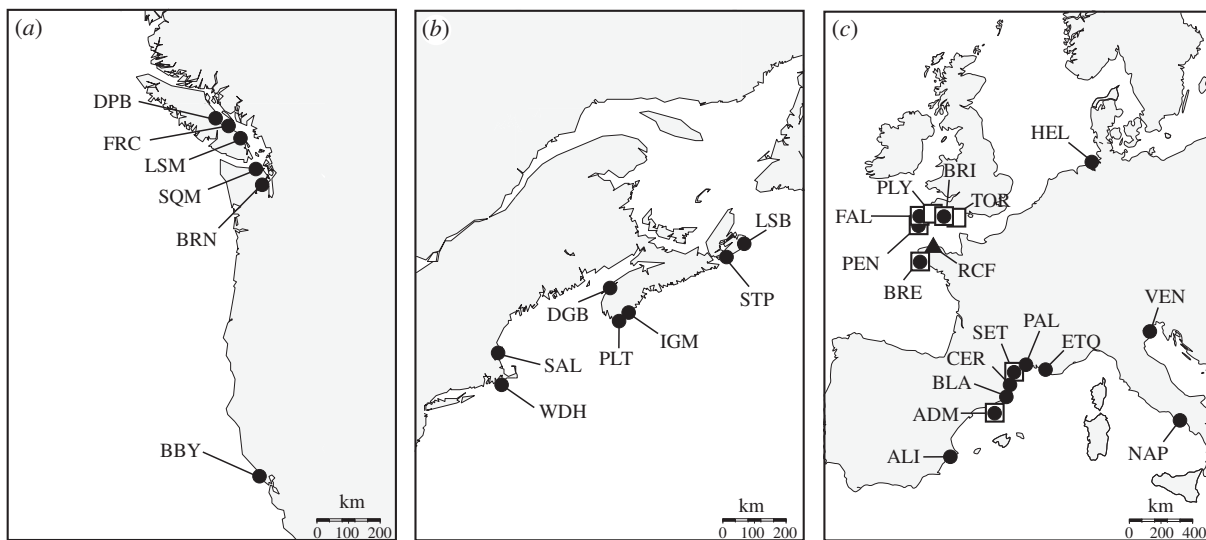 (a)
DPB
FRC
LSM
SQM
BRN
BBY
km
0 100 200
(b)
LSB
STP
DGB
IGM
PLT
SAL
WDH
km
0 100 200
(c)
HEL
BRI
PLY
TOR
FAL
PEN
RCF
BRE
VEN
PAL
SET
ETQ
CER
BLA
ADM
ALI
NAP
km
0 200 400